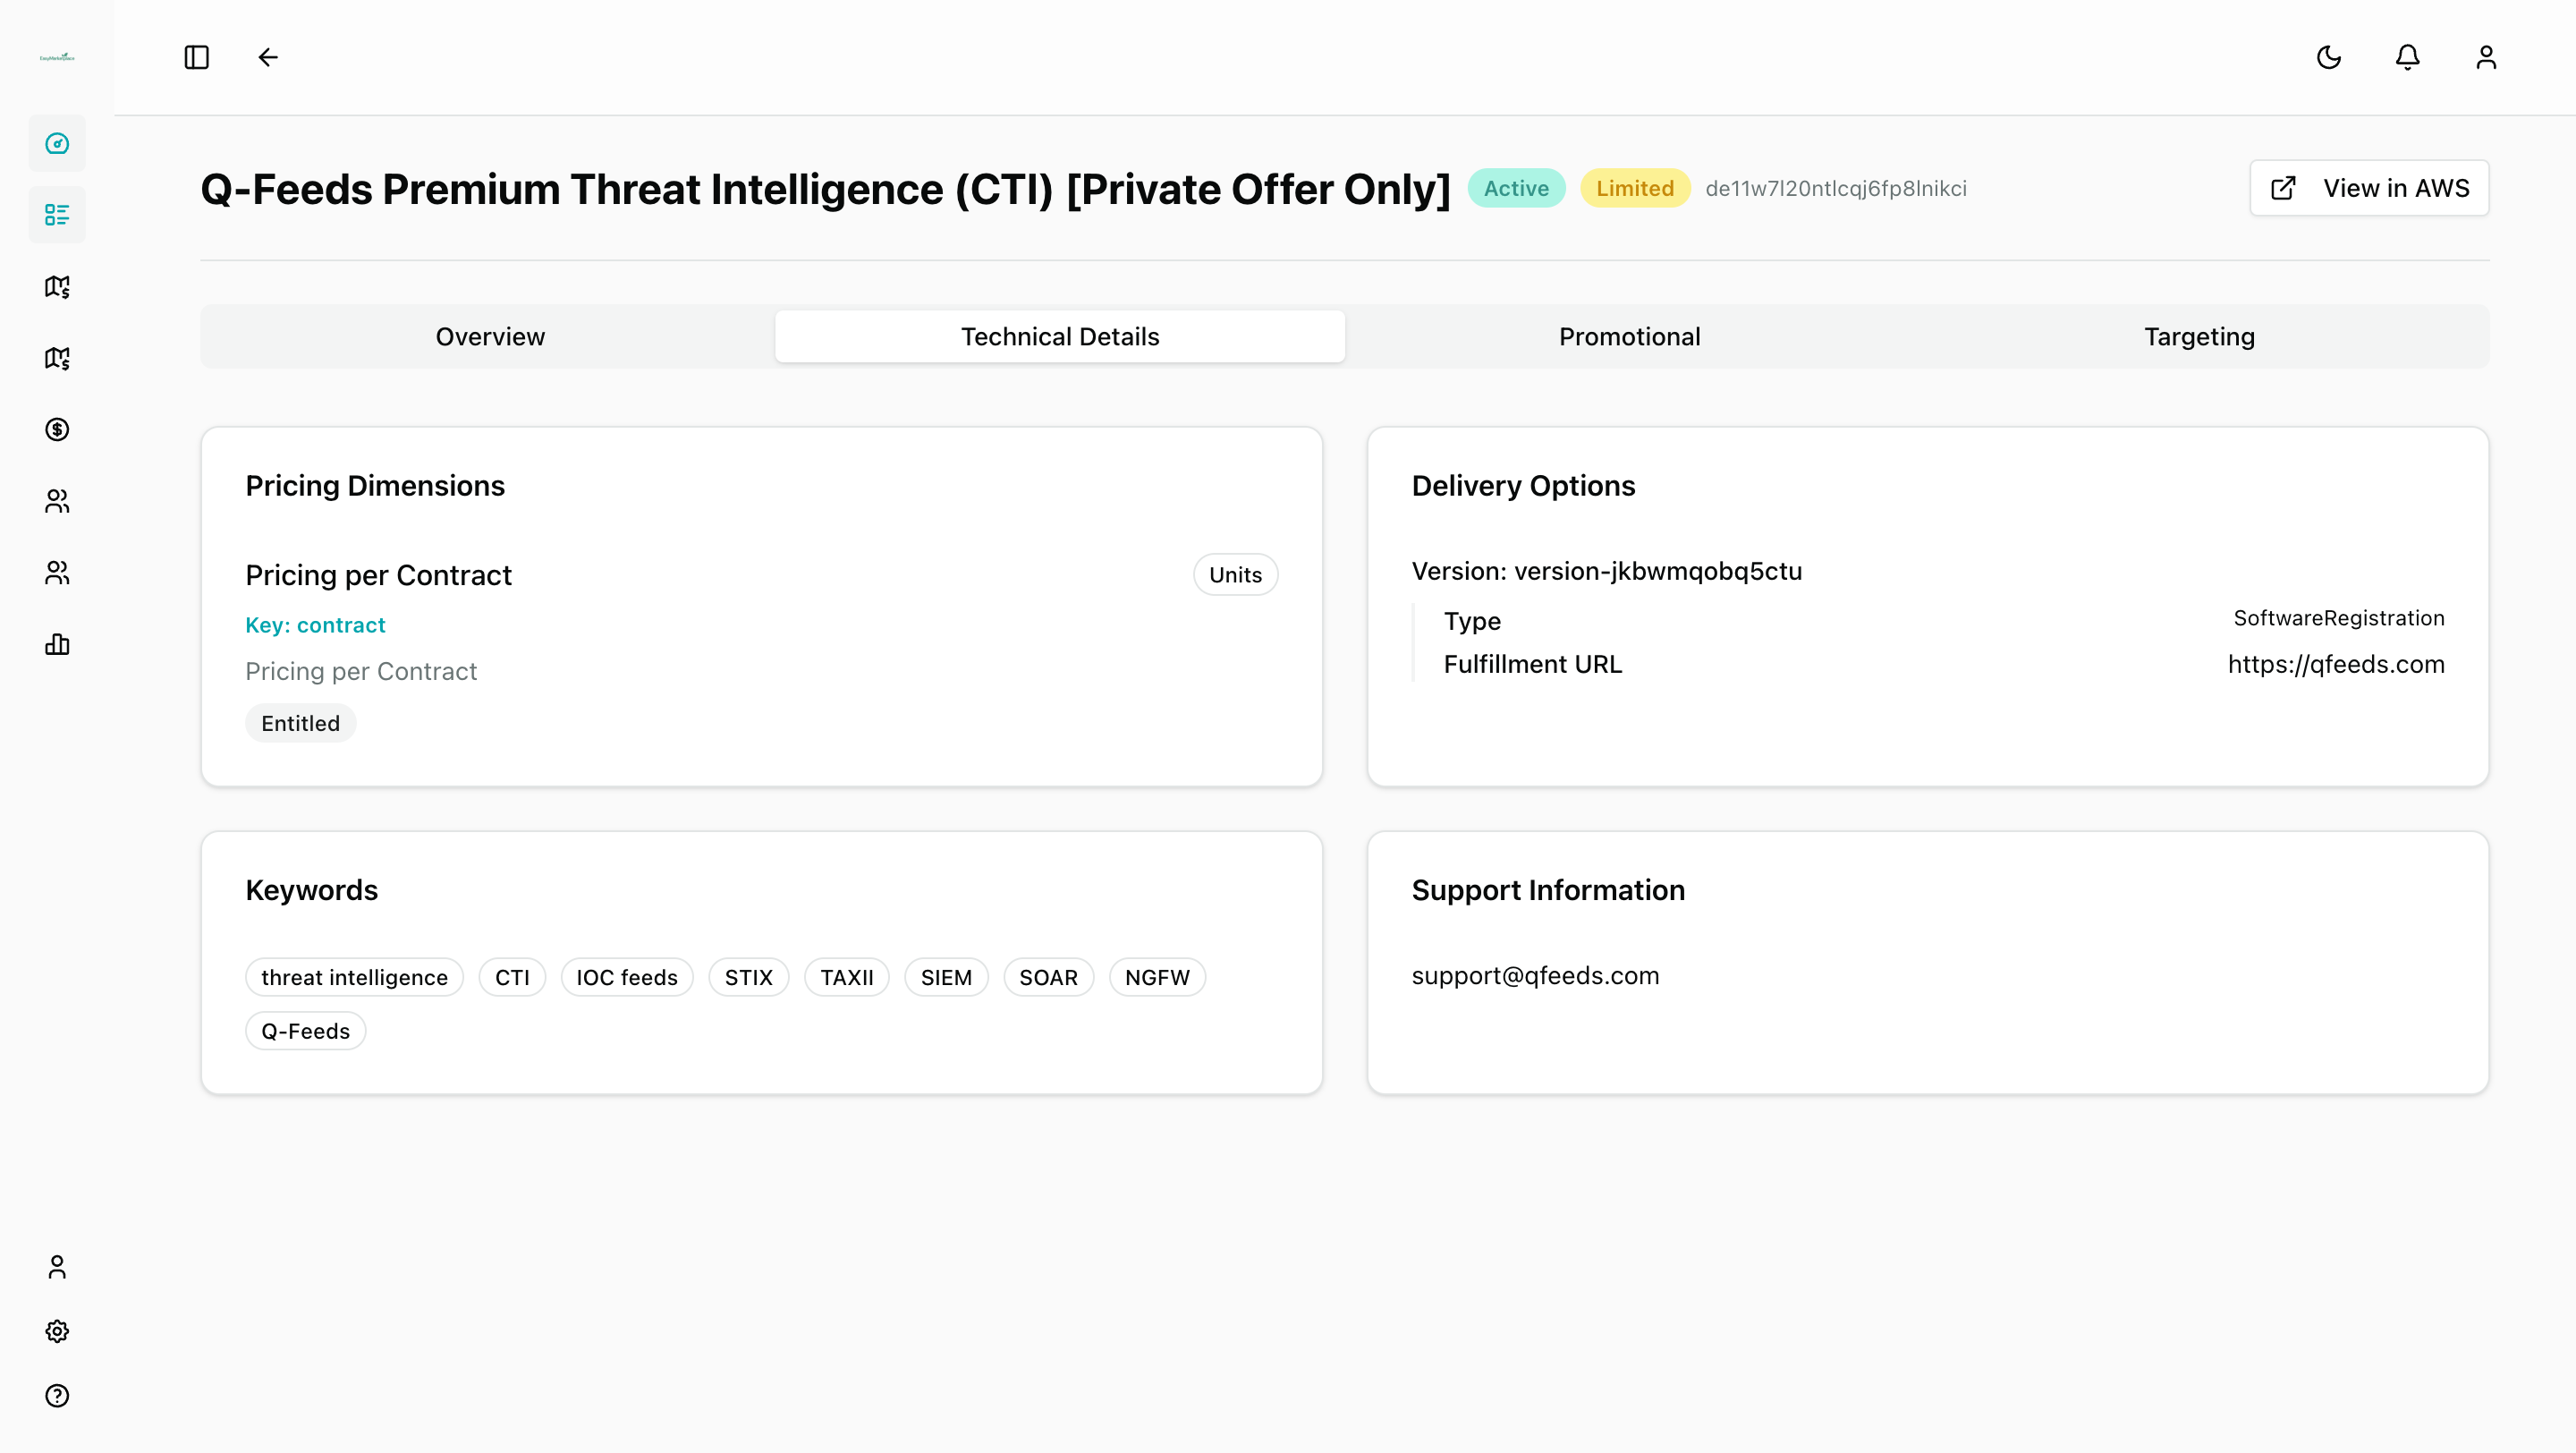 EasyMarketplace
Q-Feeds Premium Threat Intelligence (CTI) [Private Offer Only] Active Limited de11w7l20ntlcqj6fp8lnikci View in AWS
Overview Technical Details Promotional Targeting
Pricing Dimensions
Pricing per Contract Units
Key: contract
Pricing per Contract
Entitled
Delivery Options
Version: version-jkbwmqobq5ctu
Type SoftwareRegistration
Fulfillment URL https://qfeeds.com
Keywords
threat intelligence CTI IOC feeds STIX TAXII SIEM SOAR NGFW
Q-Feeds
Support Information
support@qfeeds.com